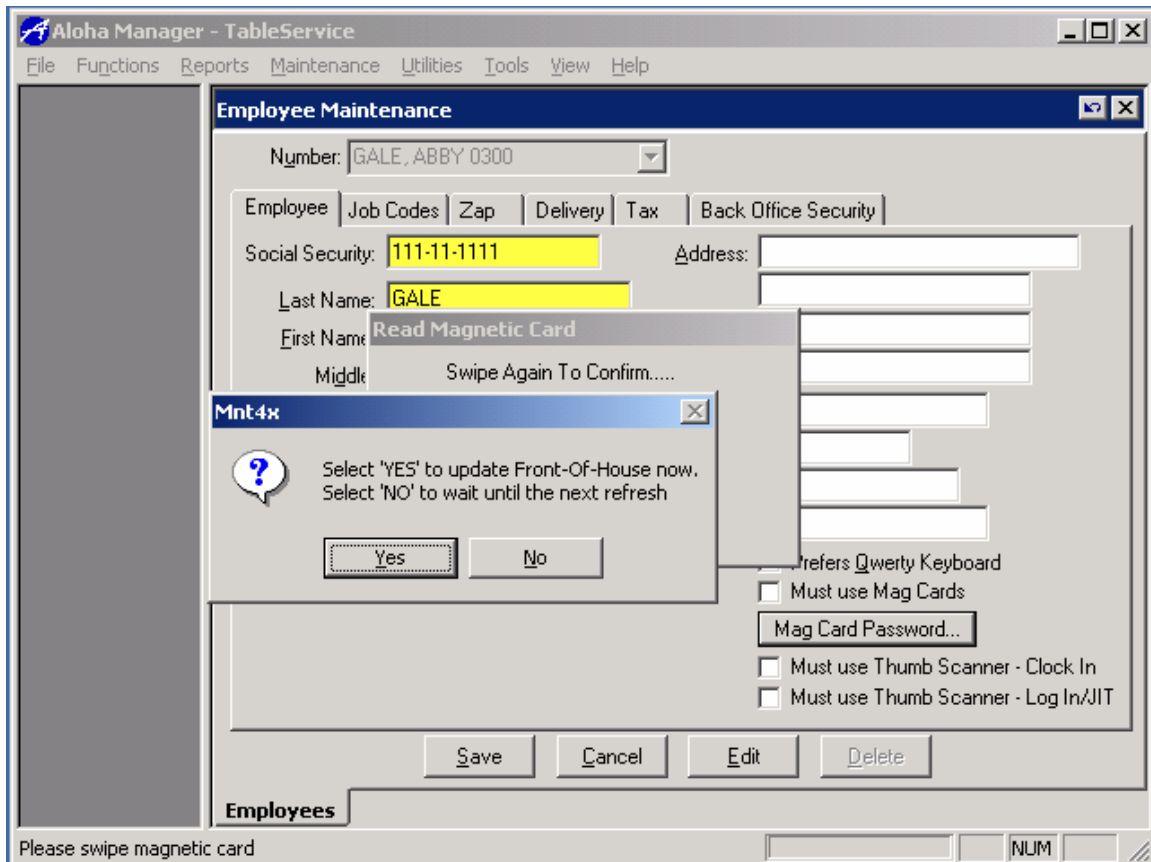 Aloha Manager - TableService
File Functions Reports Maintenance Utilities Tools View Help
Employee Maintenance
Number: GALE, ABBY 0300
Employee Job Codes Zap Delivery Tax Back Office Security
Social Security: 111-11-1111 Address:
Last Name: GALE
First Name
Read Magnetic Card
Middle
Swipe Again To Confirm.....
Mnt4x
Select 'YES' to update Front-Of-House now.
Select 'NO' to wait until the next refresh
Yes No
Prefers Qwerty Keyboard
Must use Mag Cards
Mag Card Password...
Must use Thumb Scanner - Clock In
Must use Thumb Scanner - Log In/JIT
Save Cancel Edit Delete
Employees
Please swipe magnetic card NUM